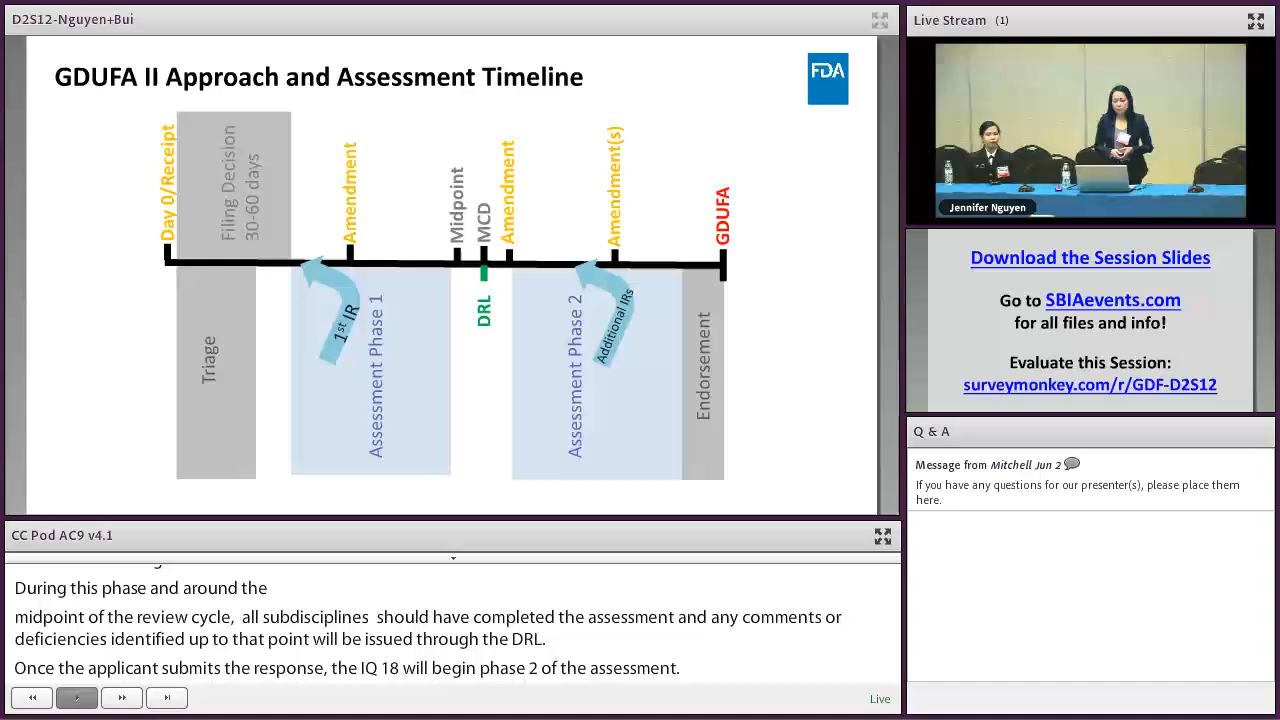 D2S12-Nguyen+Bui
GDUFA II Approach and Assessment Timeline
FDA
Day 0/Receipt
Filing Decision
30-60 days
Amendment
Midpoint
MCD
Amendment
Amendment(s)
GDUFA
Triage
1st IR
Assessment Phase 1
DRL
Assessment Phase 2
Additional IRs
Endorsement
CC Pod AC9 v4.1
During this phase and around the
midpoint of the review cycle, all subdisciplines should have completed the assessment and any comments or
deficiencies identified up to that point will be issued through the DRL.
Once the applicant submits the response, the IQ 18 will begin phase 2 of the assessment.
Live
Live Stream (1)
Jennifer Nguyen
Download the Session Slides
Go to SBIAevents.com
for all files and info!
Evaluate this Session:
surveymonkey.com/r/GDF-D2S12
Q & A
Message from Mitchell Jun 2
If you have any questions for our presenter(s), please place them
here.